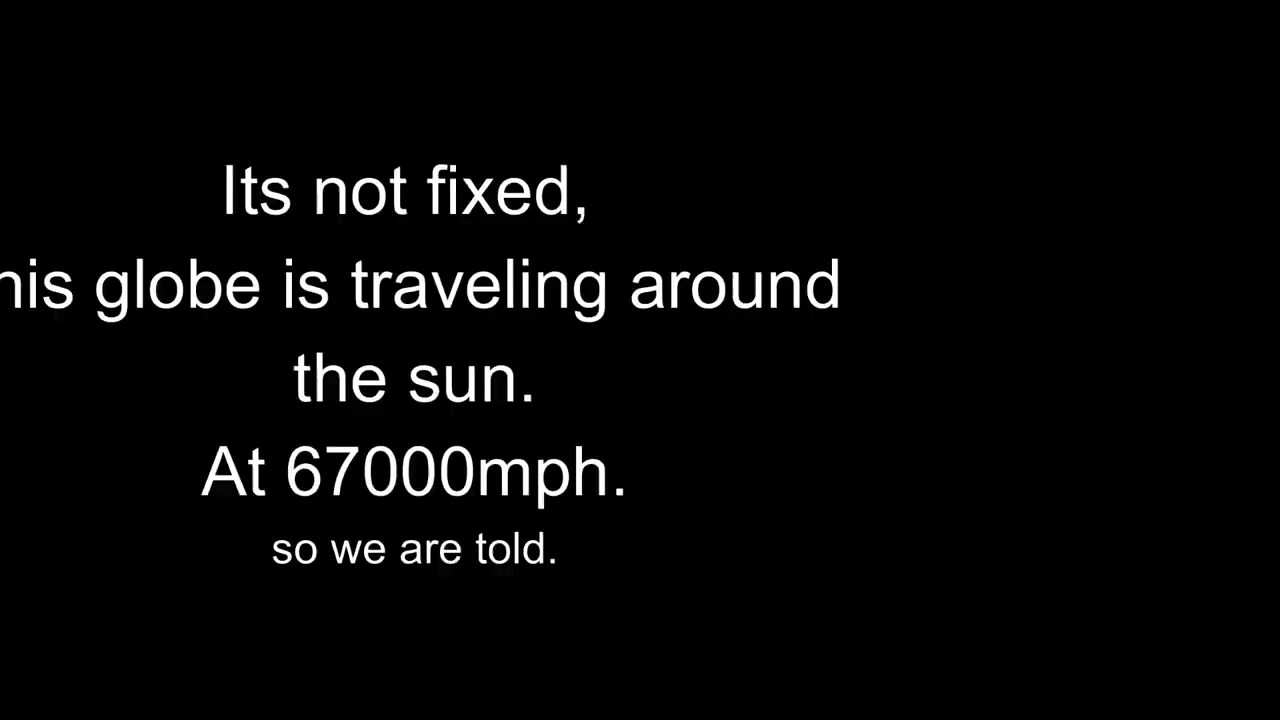 Its not fixed,
his globe is traveling around
the sun.
At 67000mph.
so we are told.